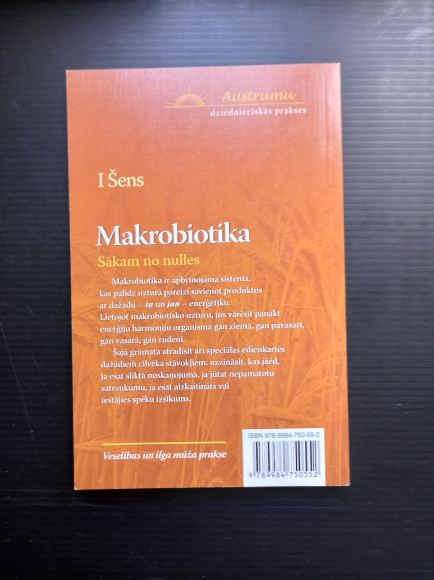 Austrumu
dziednieciskās prakses
I Šens
Makrobiotika
Sākam no nulles
Makrobiotika ir apbrīnojama sistēma,
kas palīdz uzturā pareizi savienot produktus
ar dažādu – iņ un jan – enerģētiku.
Lietojot makrobiotisko uzturu, jūs varēsit panākt
enerģiju harmoniju organismā gan ziemā, gan pavasarī,
gan vasarā, gan rudenī.
Šajā grāmatā atradīsit arī speciālas ēdienkartes
dažādiem cilvēka stāvokļiem: uzzināsit, kas jāēd,
ja esat sliktā noskaņojumā, ja jūtat nepamatotu
satraukumu, ja esat aizkaitināts vai
iestājies spēku izsīkums.
ISBN 978-9984-750-55-2
9 789984 750552
Veselības un ilga mūža prakse